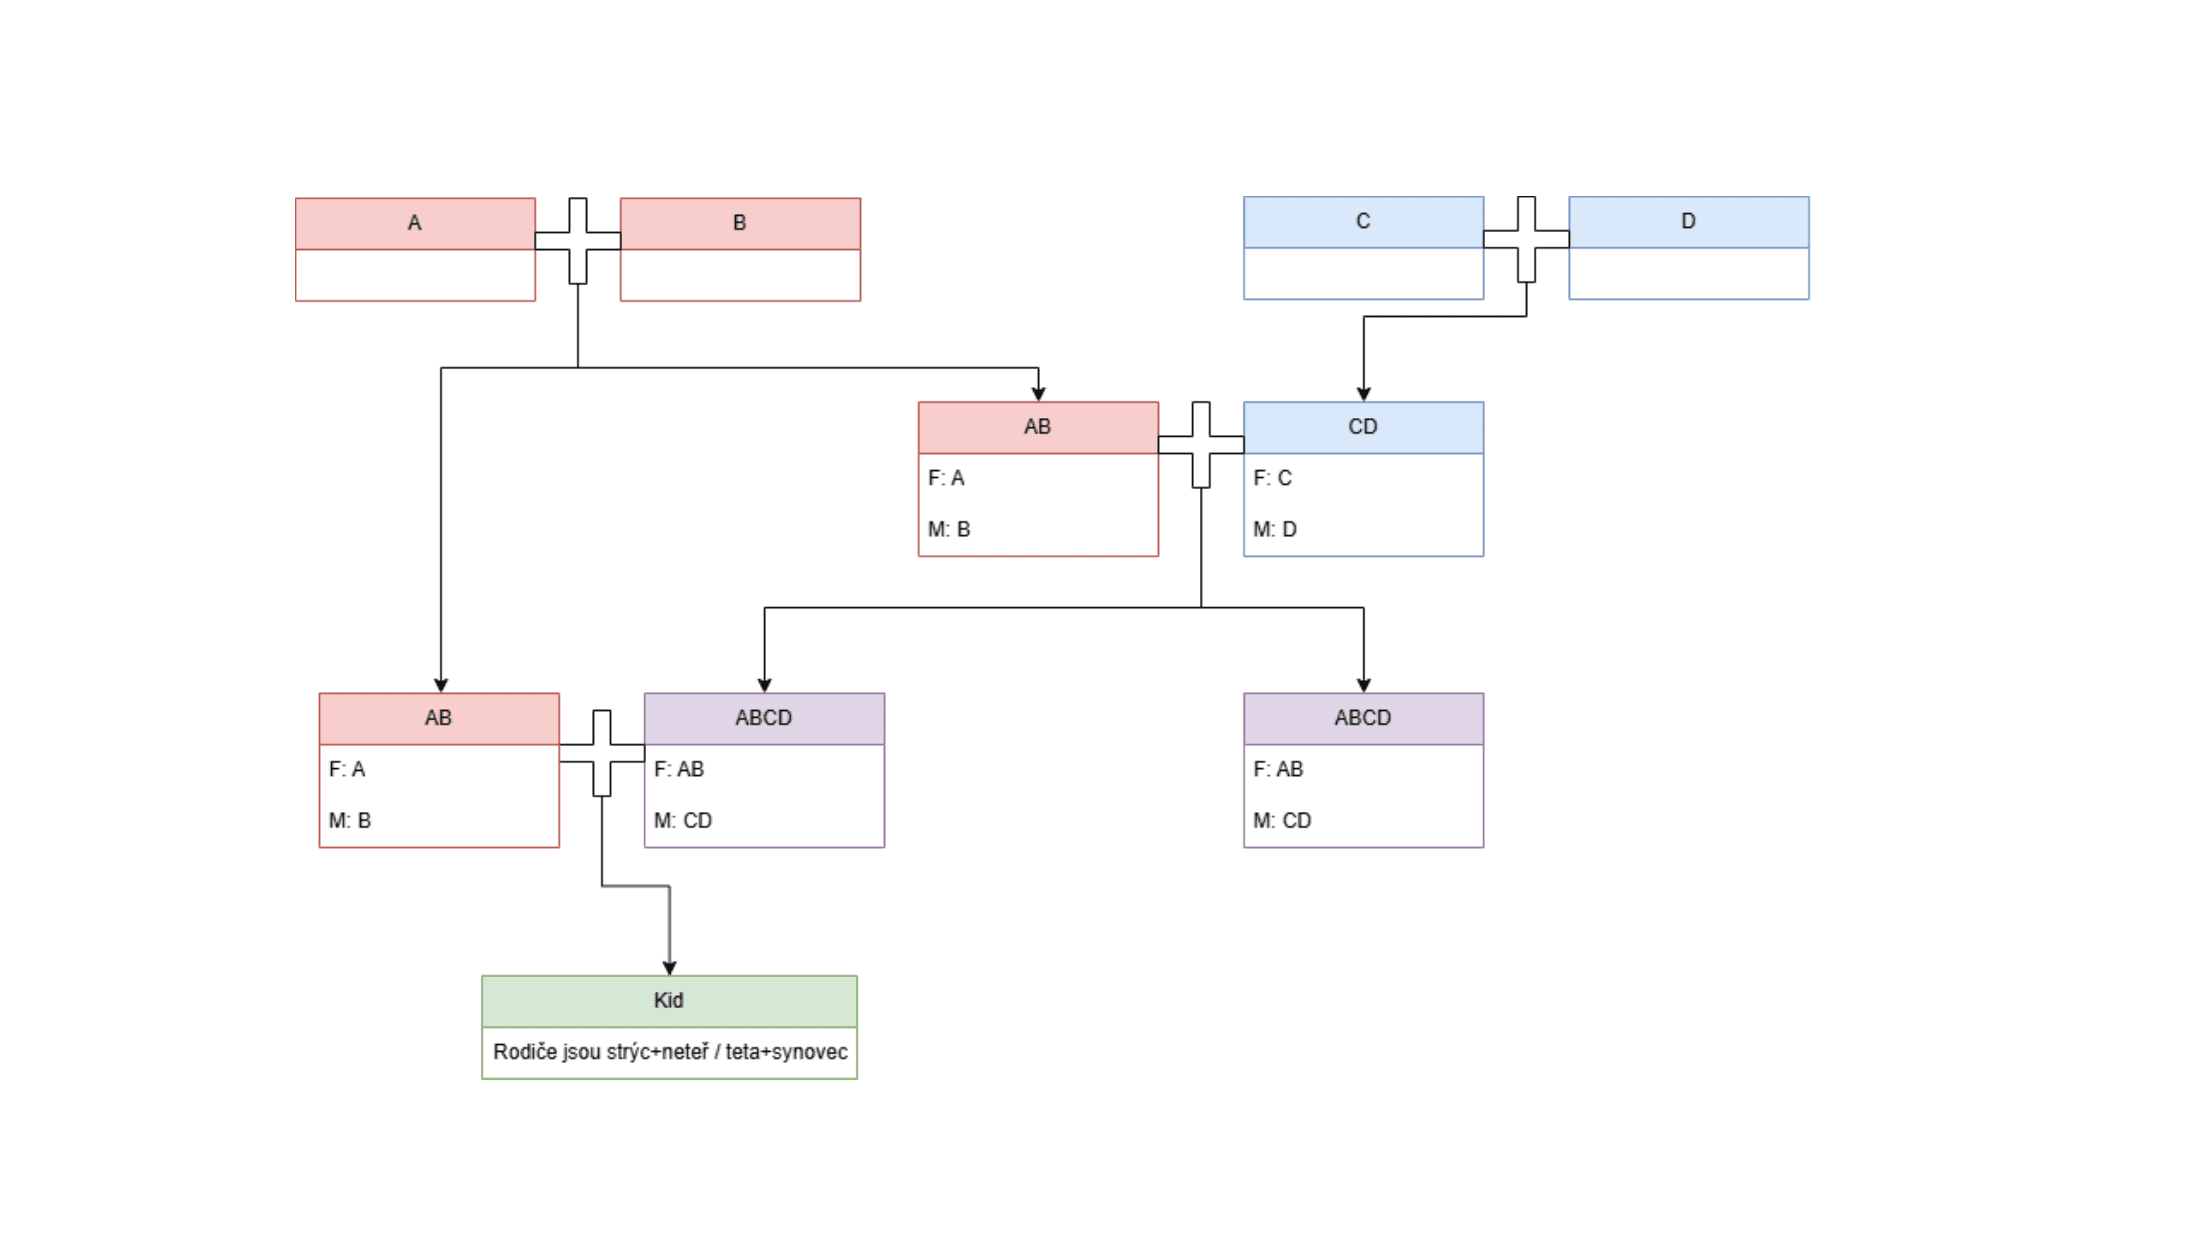 A
B
C
D
AB
F: A
M: B
CD
F: C
M: D
AB
F: A
M: B
ABCD
F: AB
M: CD
ABCD
F: AB
M: CD
Kid
Rodiče jsou strýc+neteř / teta+synovec